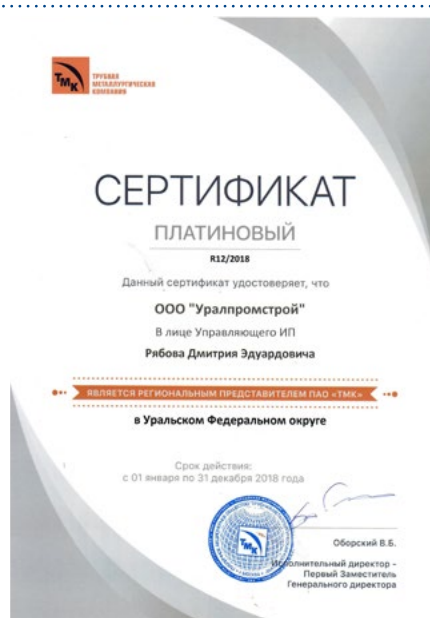 ТМК
ТРУБНАЯ
МЕТАЛЛУРГИЧЕСКАЯ
КОМПАНИЯ
СЕРТИФИКАТ
ПЛАТИНОВЫЙ
R12/2018
Данный сертификат удостоверяет, что
ООО "Уралпромстрой"
В лице Управляющего ИП
Рябова Дмитрия Эдуардовича
ЯВЛЯЕТСЯ РЕГИОНАЛЬНЫМ ПРЕДСТАВИТЕЛЕМ ПАО «ТМК»
в Уральском Федеральном округе
Срок действия:
с 01 января по 31 декабря 2018 года
ТМК
Оборский В.Б.
Исполнительный директор –
Первый Заместитель
Генерального директора